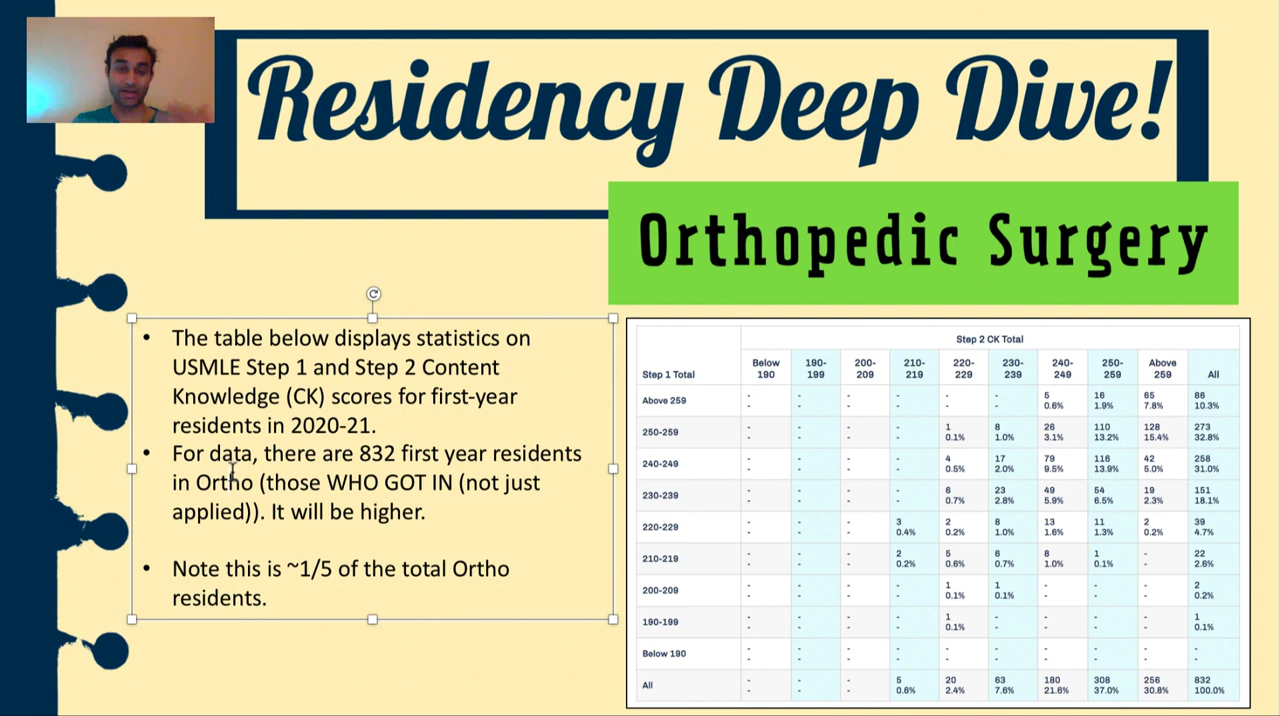 Residency Deep Dive!
Orthopedic Surgery
• The table below displays statistics on
USMLE Step 1 and Step 2 Content
Knowledge (CK) scores for first-year
residents in 2020-21.
• For data, there are 832 first year residents
in Ortho (those WHO GOT IN (not just
applied)). It will be higher.
• Note this is ~1/5 of the total Ortho
residents.
Step 2 CK Total
Step 1 Total Below 190 190-199 200-209 210-219 220-229 230-239 240-249 250-259 Above 259 All
Above 259 - - - - - - 5 16 65 86
- - - - - - 0.6% 1.9% 7.8% 10.3%
250-259 - - - - 1 8 26 110 128 273
- - - - 0.1% 1.0% 3.1% 13.2% 15.4% 32.8%
240-249 - - - - 4 17 79 116 42 258
- - - - 0.5% 2.0% 9.5% 13.9% 5.0% 31.0%
230-239 - - - - 6 23 49 54 19 151
- - - - 0.7% 2.8% 5.9% 6.5% 2.3% 18.1%
220-229 - - - 3 2 8 13 11 2 39
- - - 0.4% 0.2% 1.0% 1.6% 1.3% 0.2% 4.7%
210-219 - - - 2 5 6 8 1 - 22
- - - 0.2% 0.6% 0.7% 1.0% 0.1% - 2.6%
200-209 - - - - 1 1 - - - 2
- - - - 0.1% 0.1% - - - 0.2%
190-199 - - - - 1 - - - - 1
- - - - 0.1% - - - - 0.1%
Below 190 - - - - - - - - - -
- - - - - - - - - -
All - - - 5 20 63 180 308 256 832
- - - 0.6% 2.4% 7.6% 21.6% 37.0% 30.8% 100.0%